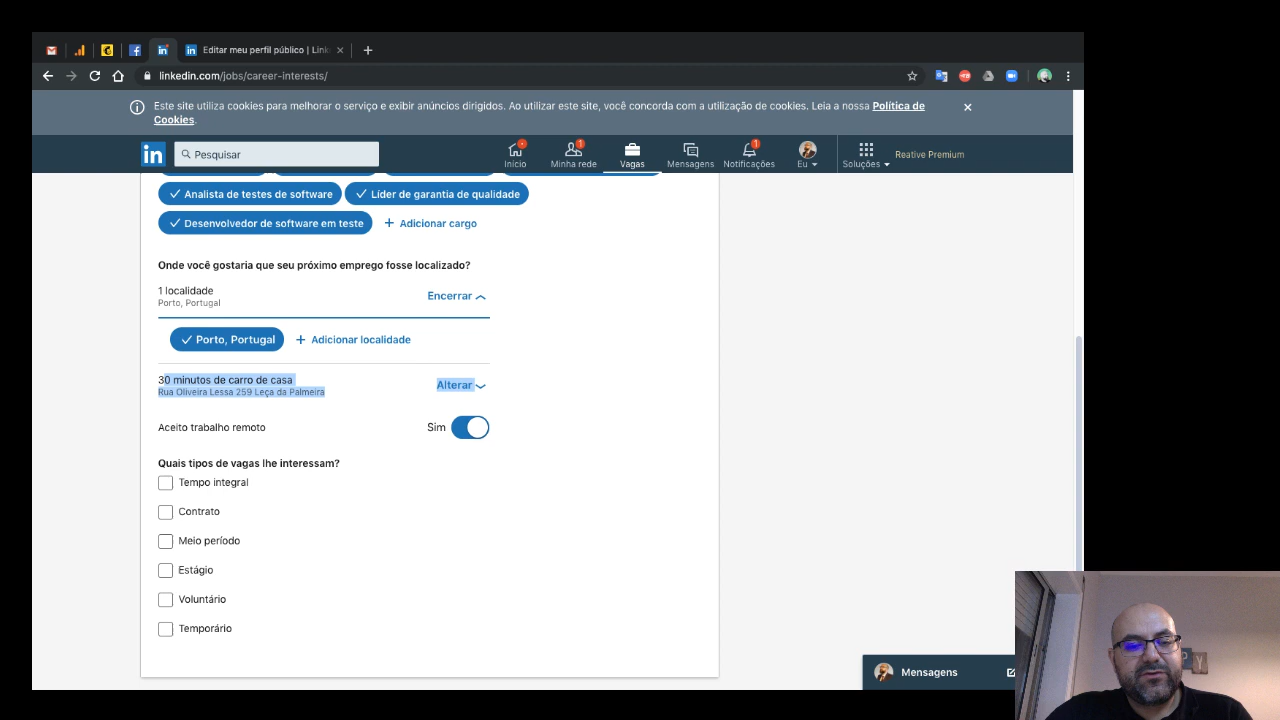 Editar meu perfil público | Link
linkedin.com/jobs/career-interests/
Este site utiliza cookies para melhorar o serviço e exibir anúncios dirigidos. Ao utilizar este site, você concorda com a utilização de cookies. Leia a nossa Política de
Cookies.
in
Pesquisar
Início
1
Minha rede
Vagas
Mensagens
1
Notificações
Eu
Soluções
Reative Premium
Analista de testes de software
Líder de garantia de qualidade
Desenvolvedor de software em teste
+ Adicionar cargo
Onde você gostaria que seu próximo emprego fosse localizado?
1 localidade
Porto, Portugal
Encerrar
Porto, Portugal
+ Adicionar localidade
30 minutos de carro de casa
Rua Oliveira Lessa 259 Leça da Palmeira
Alterar
Aceito trabalho remoto
Sim
Quais tipos de vagas lhe interessam?
Tempo integral
Contrato
Meio período
Estágio
Voluntário
Temporário
Mensagens